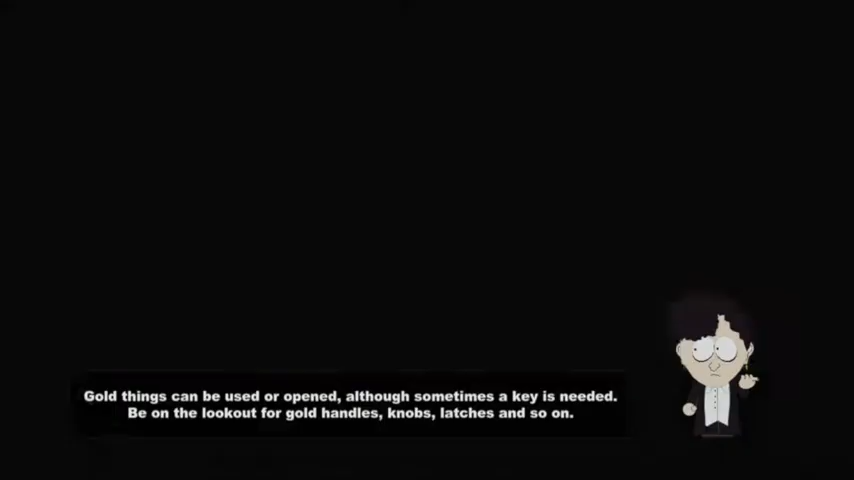 Gold things can be used or opened, although sometimes a key is needed.
Be on the lookout for gold handles, knobs, latches and so on.